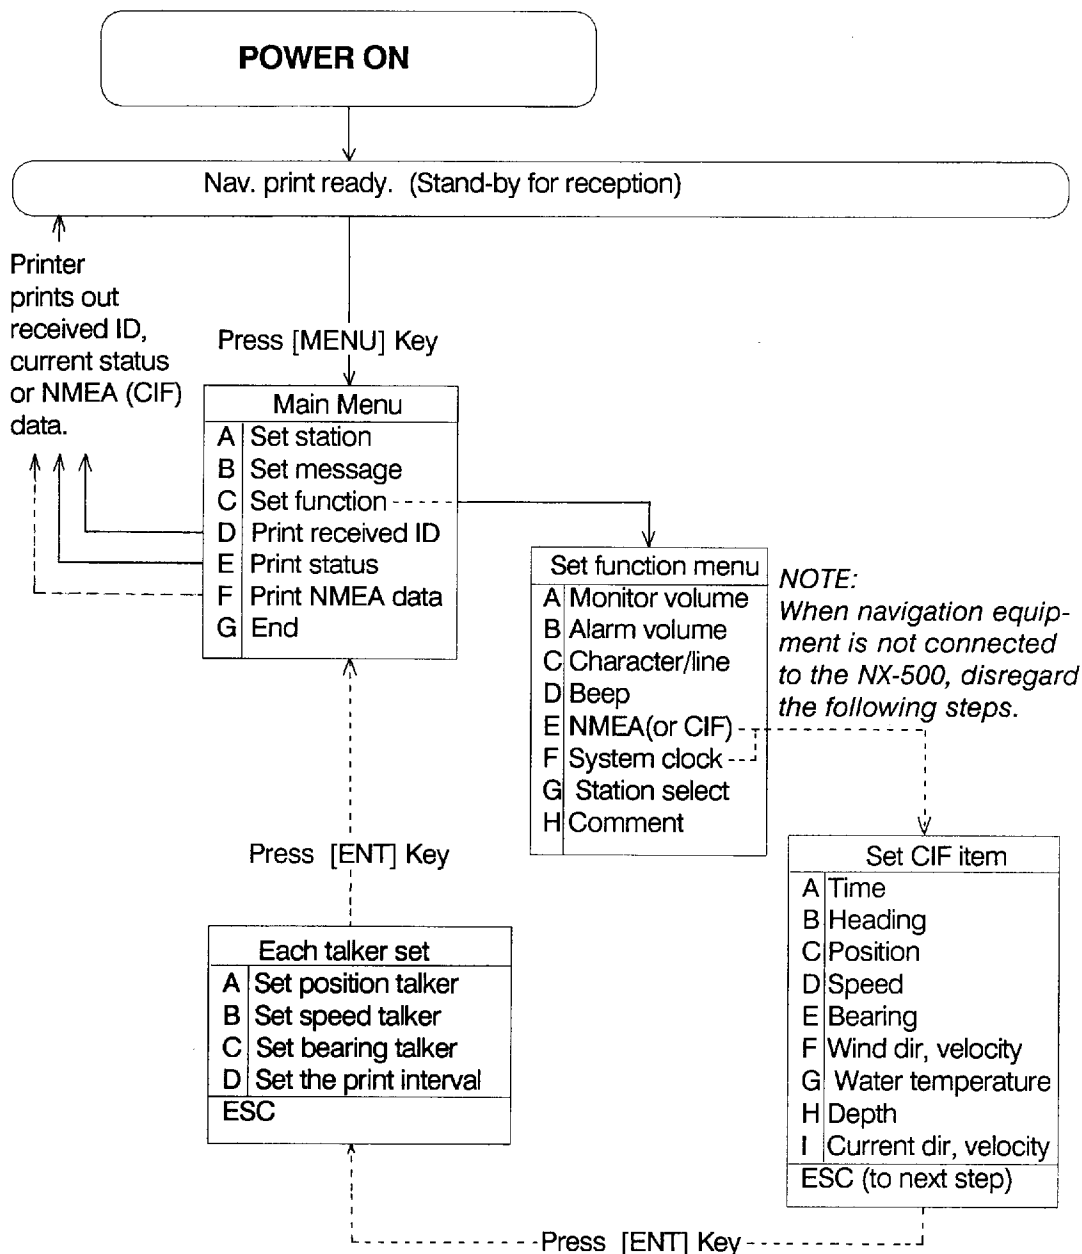 POWER ON
Nav. print ready. (Stand-by for reception)
Printer
prints out
received ID,
current status
or NMEA (CIF)
data.
Press [MENU] Key
Main Menu
A Set station
B Set message
C Set function
D Print received ID
E Print status
F Print NMEA data
G End
Set function menu
A Monitor volume
B Alarm volume
C Character/line
D Beep
E NMEA(or CIF)
F System clock
G Station select
H Comment
NOTE:
When navigation equip-
ment is not connected
to the NX-500, disregard
the following steps.
Set CIF item
A Time
B Heading
C Position
D Speed
E Bearing
F Wind dir, velocity
G Water temperature
H Depth
I Current dir, velocity
ESC (to next step)
Press [ENT] Key
Each talker set
A Set position talker
B Set speed talker
C Set bearing talker
D Set the print interval
ESC
Press [ENT] Key